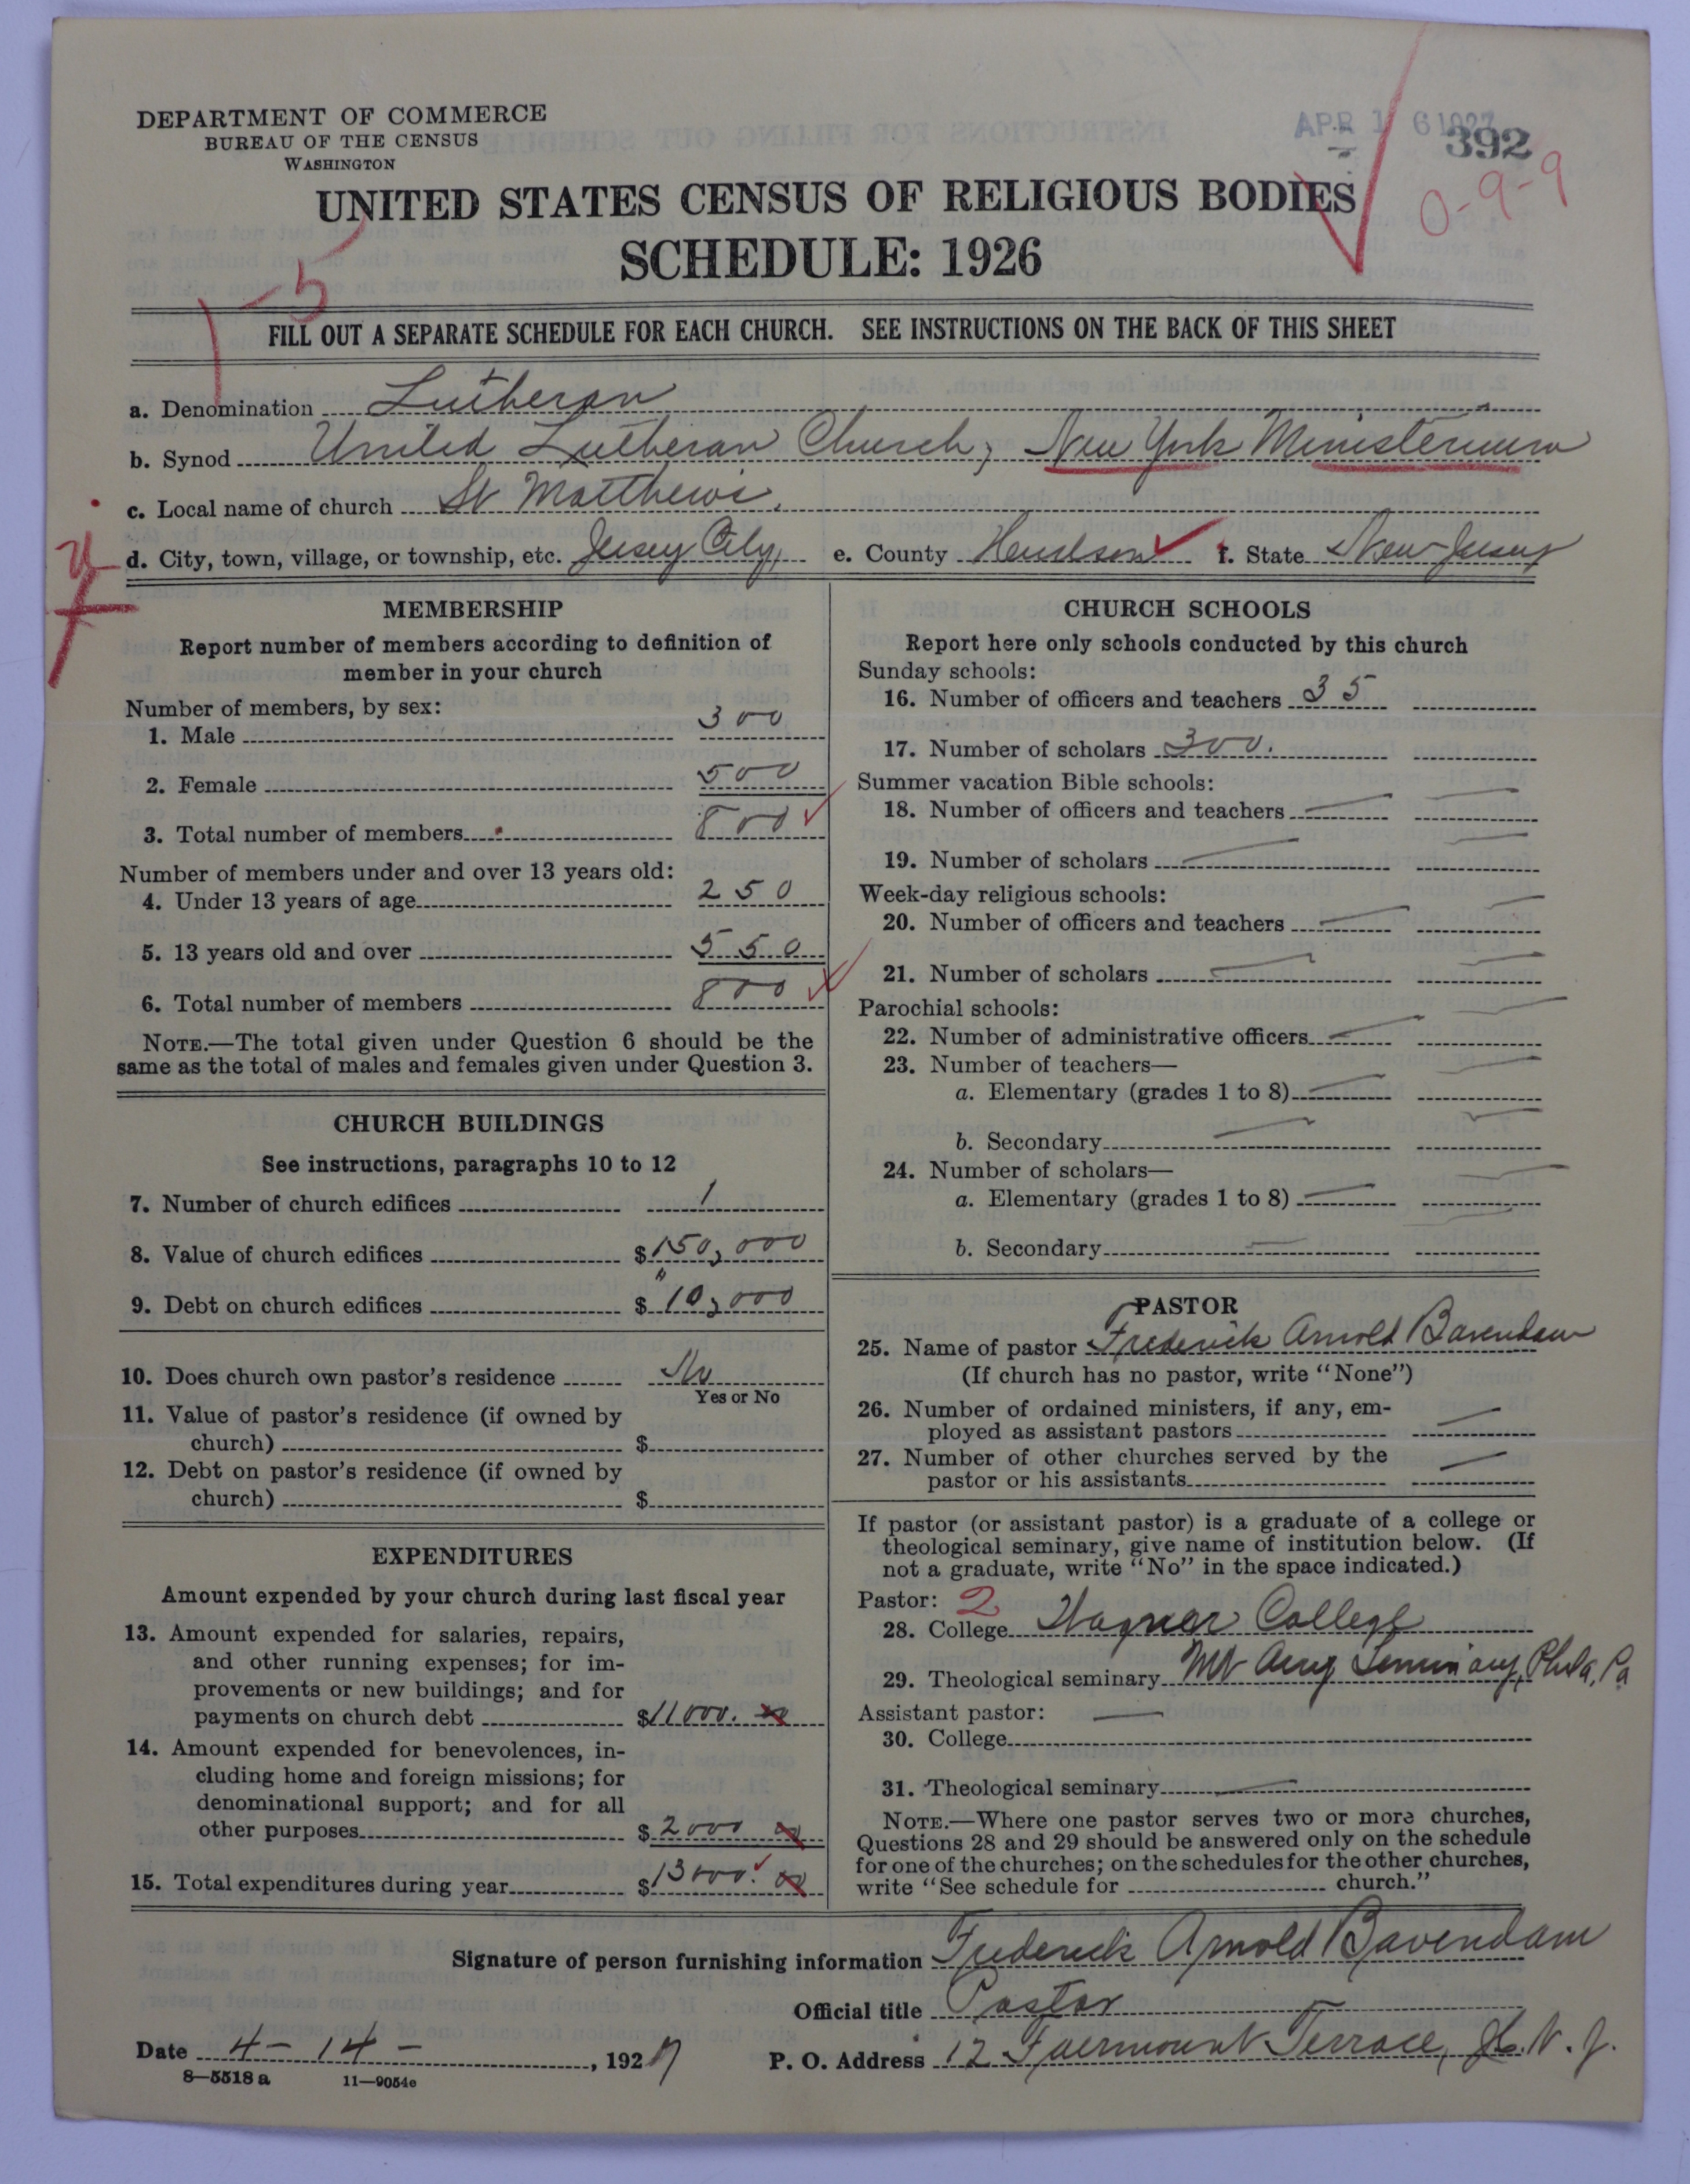 DEPARTMENT OF COMMERCE
BUREAU OF THE CENSUS
WASHINGTON
APR 16 1927
392
0-9-9
UNITED STATES CENSUS OF RELIGIOUS BODIES
SCHEDULE: 1926
1-5
FILL OUT A SEPARATE SCHEDULE FOR EACH CHURCH. SEE INSTRUCTIONS ON THE BACK OF THIS SHEET
a. Denomination Lutheran
b. Synod United Lutheran Church, New York Ministerium
c. Local name of church St Matthews.
d. City, town, village, or township, etc. Jersey City, e. County Hudson f. State New Jersey
MEMBERSHIP
Report number of members according to definition of
member in your church
Number of members, by sex:
1. Male 300
2. Female 500
3. Total number of members 800
Number of members under and over 13 years old:
4. Under 13 years of age 250
5. 13 years old and over 550
6. Total number of members 800
NOTE.—The total given under Question 6 should be the
same as the total of males and females given under Question 3.
CHURCH BUILDINGS
See instructions, paragraphs 10 to 12
7. Number of church edifices 1
8. Value of church edifices $150,000
9. Debt on church edifices $10,000
10. Does church own pastor's residence No
Yes or No
11. Value of pastor's residence (if owned by
church) $
12. Debt on pastor's residence (if owned by
church) $
EXPENDITURES
Amount expended by your church during last fiscal year
13. Amount expended for salaries, repairs,
and other running expenses; for im-
provements or new buildings; and for
payments on church debt $11000.
14. Amount expended for benevolences, in-
cluding home and foreign missions; for
denominational support; and for all
other purposes $2000
15. Total expenditures during year $13000.
CHURCH SCHOOLS
Report here only schools conducted by this church
Sunday schools:
16. Number of officers and teachers 35
17. Number of scholars 300.
Summer vacation Bible schools:
18. Number of officers and teachers —
19. Number of scholars —
Week-day religious schools:
20. Number of officers and teachers —
21. Number of scholars —
Parochial schools:
22. Number of administrative officers —
23. Number of teachers—
a. Elementary (grades 1 to 8) —
b. Secondary —
24. Number of scholars—
a. Elementary (grades 1 to 8) —
b. Secondary —
PASTOR
25. Name of pastor Frederick Arnold Bavendam
(If church has no pastor, write "None")
26. Number of ordained ministers, if any, em-
ployed as assistant pastors —
27. Number of other churches served by the
pastor or his assistants —
If pastor (or assistant pastor) is a graduate of a college or
theological seminary, give name of institution below. (If
not a graduate, write "No" in the space indicated.)
Pastor: 2
28. College Wagner College
29. Theological seminary Mt Airy Seminary, Phila, Pa
Assistant pastor: —
30. College
31. Theological seminary —
NOTE.—Where one pastor serves two or more churches,
Questions 28 and 29 should be answered only on the schedule
for one of the churches; on the schedules for the other churches,
write "See schedule for church."
Signature of person furnishing information Frederick Arnold Bavendam
Official title Pastor
Date 4-14-, 1927 P. O. Address 12 Fairmount Terrace, J.C. N.J.
8—5518 a 11—9054c